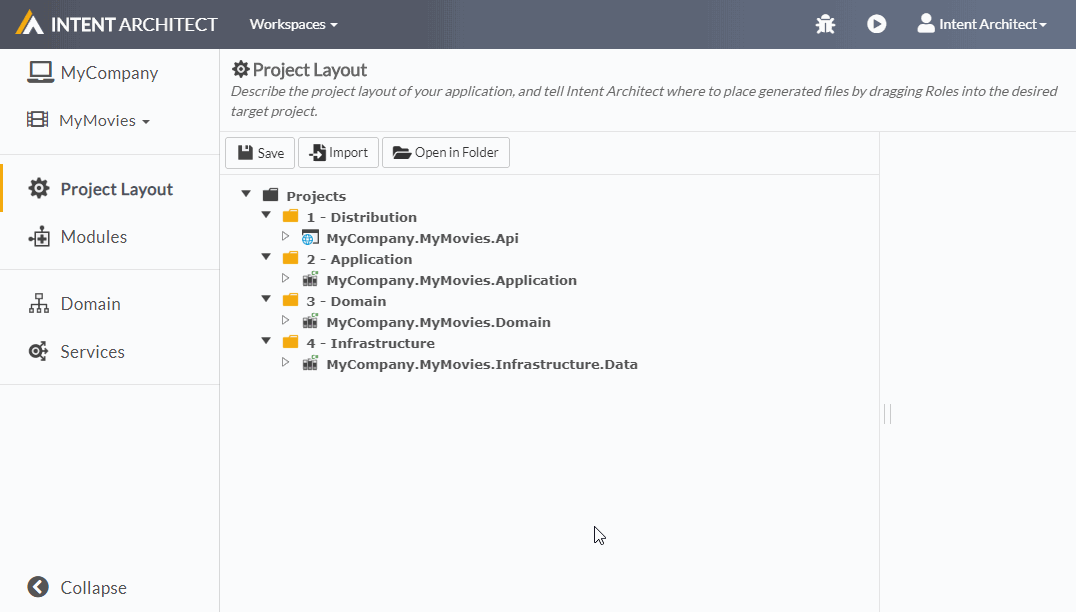 INTENT ARCHITECT
Workspaces
Intent Architect
MyCompany
MyMovies
Project Layout
Modules
Domain
Services
Collapse
Project Layout
Describe the project layout of your application, and tell Intent Architect where to place generated files by dragging Roles into the desired
target project.
Save
Import
Open in Folder
Projects
1 - Distribution
MyCompany.MyMovies.Api
2 - Application
MyCompany.MyMovies.Application
3 - Domain
MyCompany.MyMovies.Domain
4 - Infrastructure
MyCompany.MyMovies.Infrastructure.Data